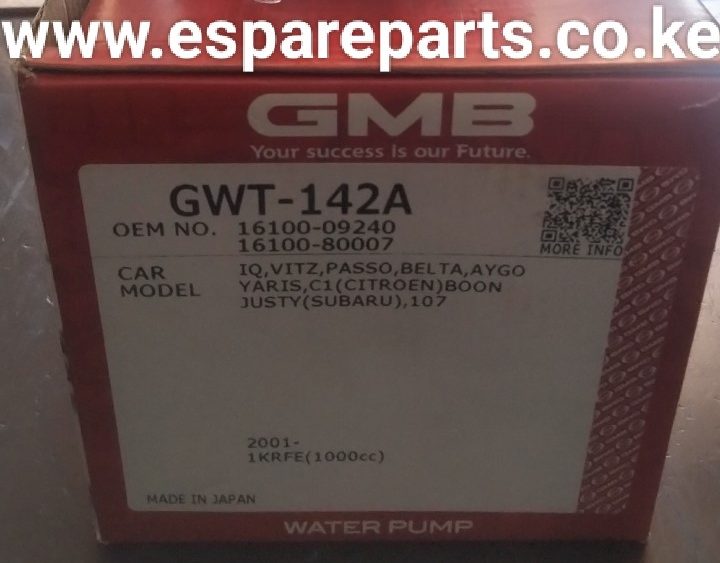 www.espareparts.co.ke
GMB
Your success is our Future.
GWT-142A
OEM NO. 16100-09240
16100-80007
MORE INFO
CAR MODEL
IQ,VITZ,PASSO,BELTA,AYGO
YARIS,C1(CITROEN)BOON
JUSTY(SUBARU),107
2001-
1KRFE(1000cc)
MADE IN JAPAN
WATER PUMP